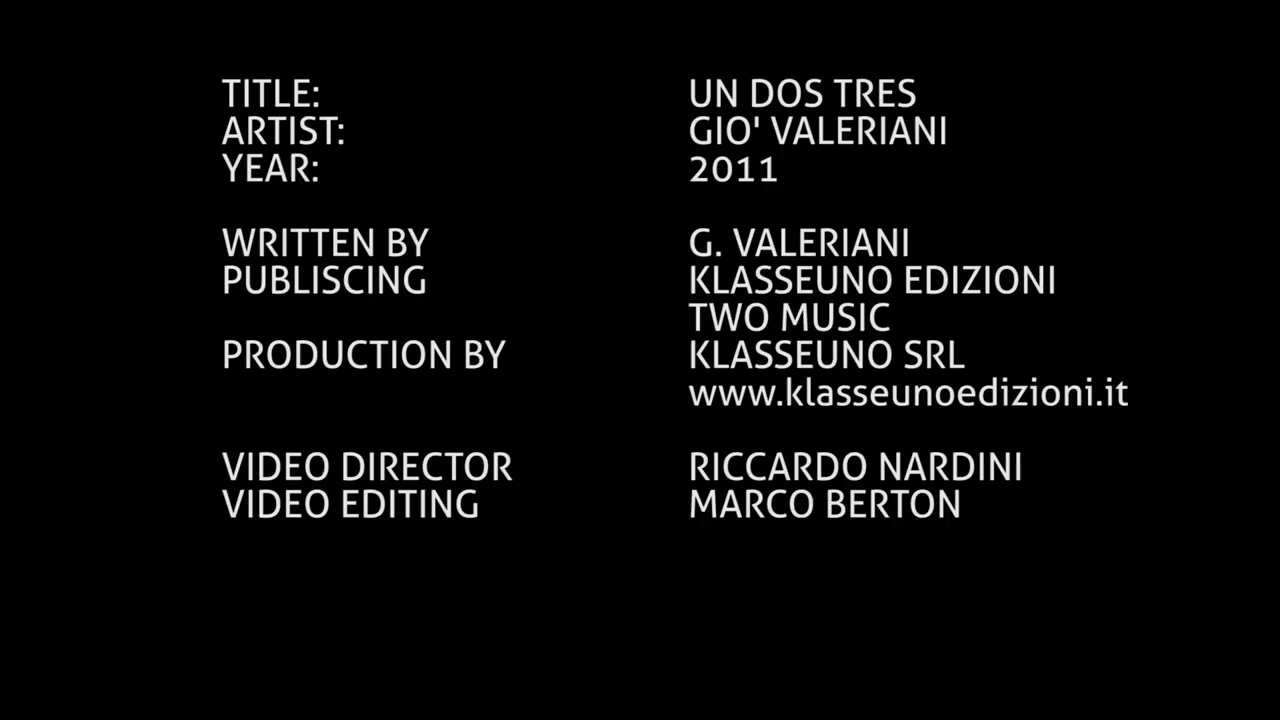 TITLE: UN DOS TRES
ARTIST: GIO' VALERIANI
YEAR: 2011
WRITTEN BY G. VALERIANI
PUBLISCING KLASSEUNO EDIZIONI
TWO MUSIC
PRODUCTION BY KLASSEUNO SRL
www.klasseunoedizioni.it
VIDEO DIRECTOR RICCARDO NARDINI
VIDEO EDITING MARCO BERTON